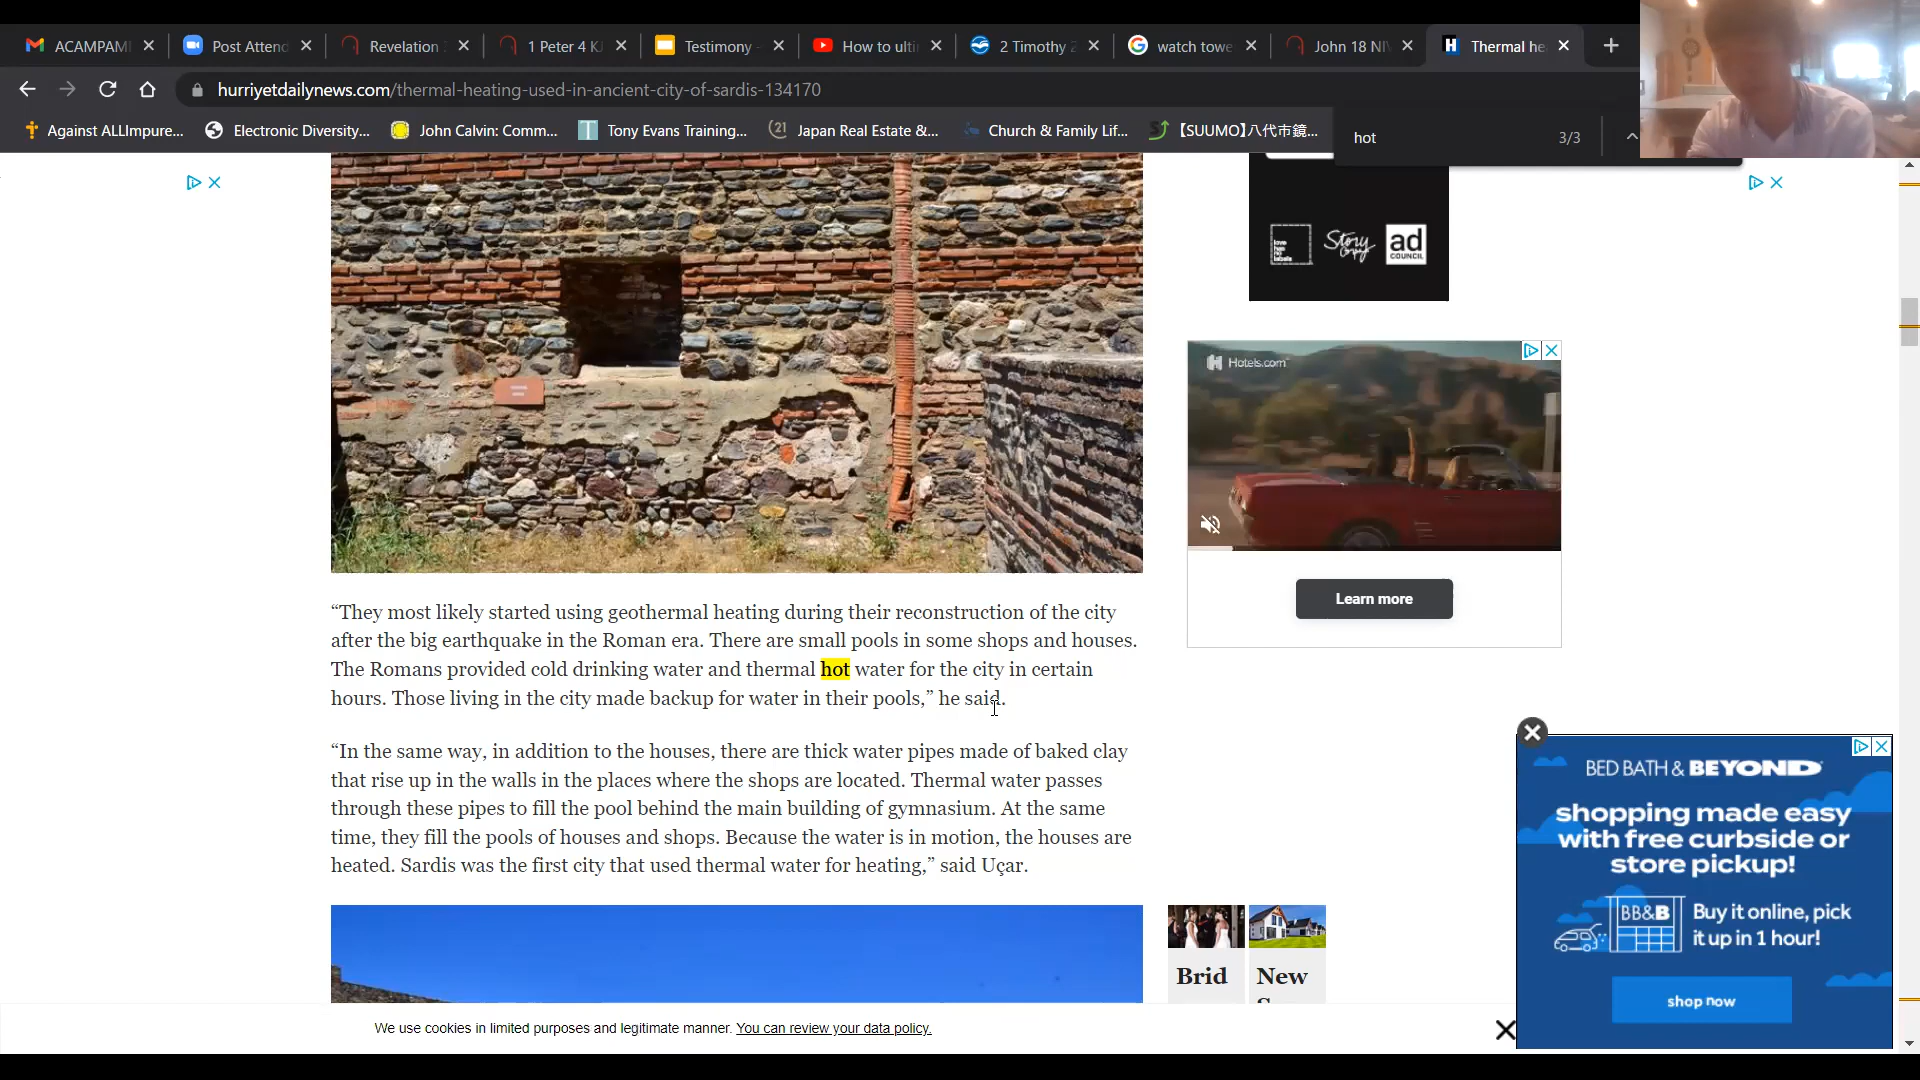 ACAMPAM
Post Attend
Revelation
1 Peter 4 K
Testimony
How to ulti
2 Timothy 2
watch towe
John 18 NIV
Thermal he
hurriyetdailynews.com/thermal-heating-used-in-ancient-city-of-sardis-134170
Against ALLImpure...
Electronic Diversity...
John Calvin: Comm...
Tony Evans Training...
Japan Real Estate &...
Church & Family Lif...
【SUUMO】八代市鏡...
hot
3/3
love has no labels
Story
ad COUNCIL
Hotels.com
Learn more
“They most likely started using geothermal heating during their reconstruction of the city
after the big earthquake in the Roman era. There are small pools in some shops and houses.
The Romans provided cold drinking water and thermal hot water for the city in certain
hours. Those living in the city made backup for water in their pools,” he said.
“In the same way, in addition to the houses, there are thick water pipes made of baked clay
that rise up in the walls in the places where the shops are located. Thermal water passes
through these pipes to fill the pool behind the main building of gymnasium. At the same
time, they fill the pools of houses and shops. Because the water is in motion, the houses are
heated. Sardis was the first city that used thermal water for heating,” said Uçar.
BED BATH & BEYOND
shopping made easy
with free curbside or
store pickup!
BB&B
Buy it online, pick
it up in 1 hour!
shop now
Brid
New
We use cookies in limited purposes and legitimate manner. You can review your data policy.